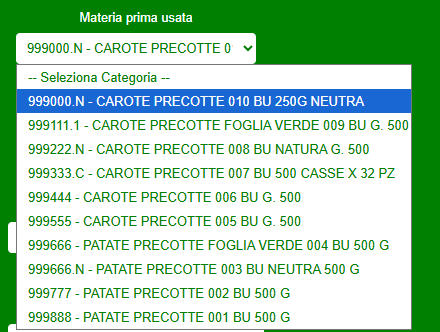 Materia prima usata
999000.N - CAROTE PRECOTTE 0
-- Seleziona Categoria --
999000.N - CAROTE PRECOTTE 010 BU 250G NEUTRA
999111.1 - CAROTE PRECOTTE FOGLIA VERDE 009 BU G. 500
999222.N - CAROTE PRECOTTE 008 BU NATURA G. 500
999333.C - CAROTE PRECOTTE 007 BU 500 CASSE X 32 PZ
999444 - CAROTE PRECOTTE 006 BU G. 500
999555 - CAROTE PRECOTTE 005 BU G. 500
999666 - PATATE PRECOTTE FOGLIA VERDE 004 BU 500 G
999666.N - PATATE PRECOTTE 003 BU NEUTRA 500 G
999777 - PATATE PRECOTTE 002 BU 500 G
999888 - PATATE PRECOTTE 001 BU 500 G